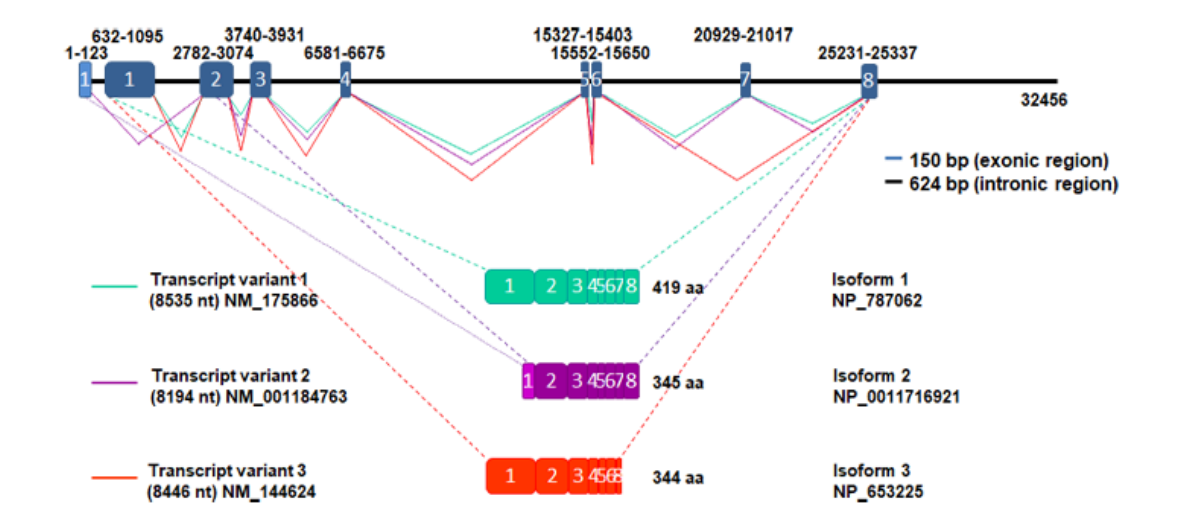 632-1095
3740-3931
15327-15403
20929-21017
1-123
2782-3074
6581-6675
15552-15650
25231-25337
1 1 2 3 4 5 6 7 8
32456
150 bp (exonic region)
624 bp (intronic region)
Transcript variant 1
(8535 nt) NM_175866
1 2 3 4 5 6 7 8
419 aa
Isoform 1
NP_787062
Transcript variant 2
(8194 nt) NM_001184763
1 2 3 4 5 6 7 8
345 aa
Isoform 2
NP_0011716921
Transcript variant 3
(8446 nt) NM_144624
1 2 3 4 5 6 8
344 aa
Isoform 3
NP_653225